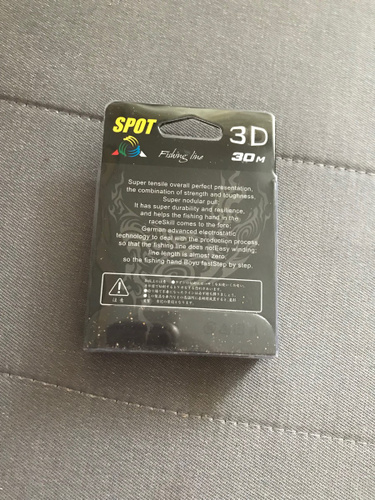 SPOT
3D
Fishing line
30M
Super tensile overall perfect presentation,
the combination of strength and toughness,
Super nodular pull.
It has super durability and resilience,
and helps the fishing hand in the
raceSkill comes to the fore.
German advanced electrostatic
technology to deal with the production process,
so that the fishing line does notEasy winding,
line length is almost zero,
so the fishing hand Boyu fastStep by step.
注意